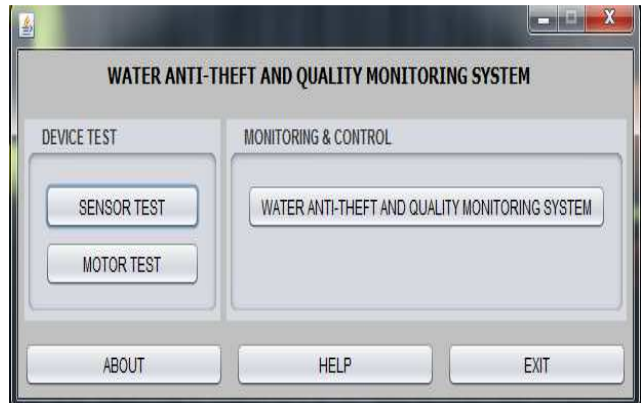 WATER ANTI-THEFT AND QUALITY MONITORING SYSTEM
DEVICE TEST
MONITORING & CONTROL
SENSOR TEST
WATER ANTI-THEFT AND QUALITY MONITORING SYSTEM
MOTOR TEST
ABOUT
HELP
EXIT